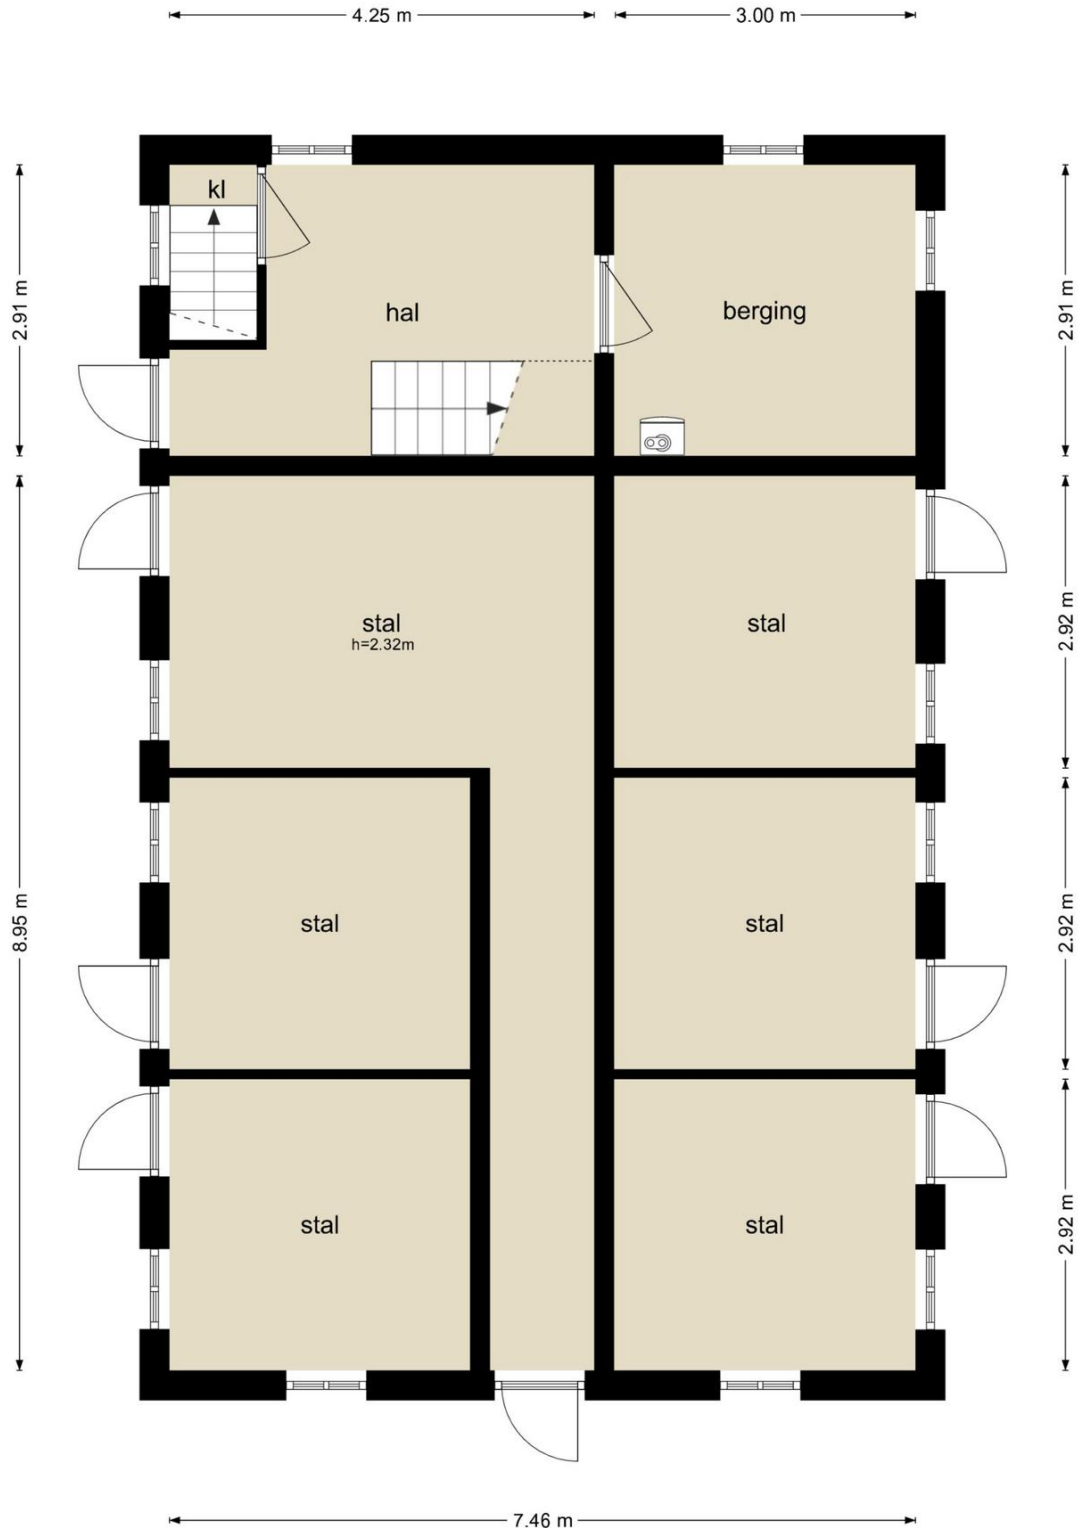 4.25 m
3.00 m
kl
2.91 m
hal
berging
2.91 m
stal
h=2.32m
stal
2.92 m
8.95 m
stal
stal
2.92 m
stal
stal
2.92 m
7.46 m